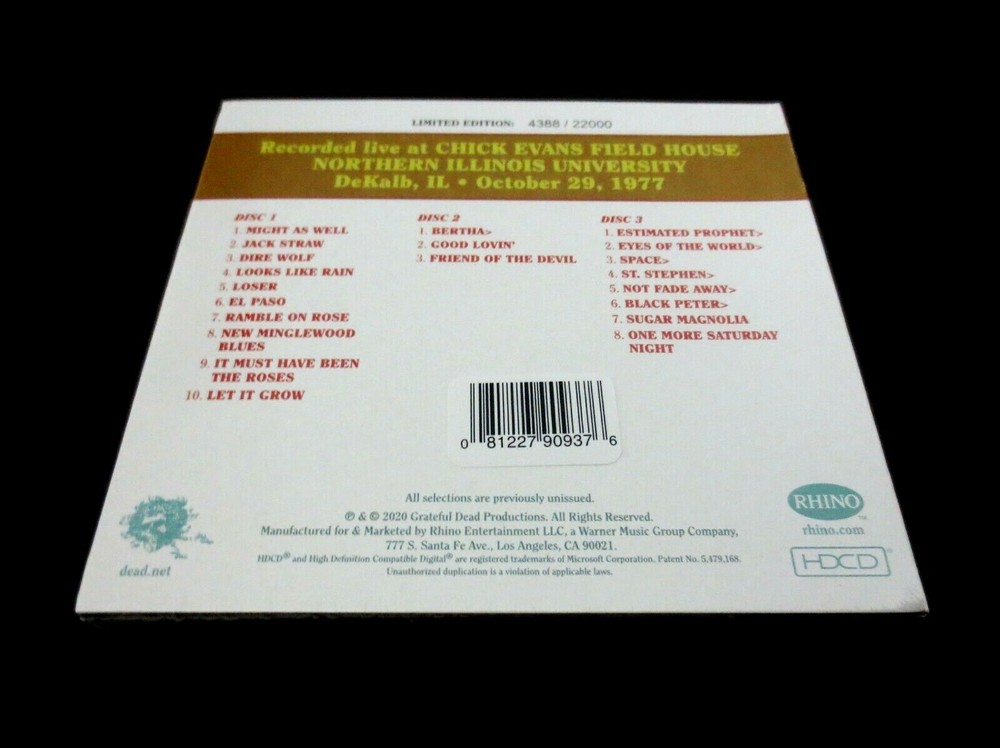 LIMITED EDITION: 4388 / 22000
Recorded live at CHICK EVANS FIELD HOUSE
NORTHERN ILLINOIS UNIVERSITY
DeKalb, IL • October 29, 1977
DISC 1
1. MIGHT AS WELL
2. JACK STRAW
3. DIRE WOLF
4. LOOKS LIKE RAIN
5. LOSER
6. EL PASO
7. RAMBLE ON ROSE
8. NEW MINGLEWOOD
BLUES
9. IT MUST HAVE BEEN
THE ROSES
10. LET IT GROW
DISC 2
1. BERTHA>
2. GOOD LOVIN'
3. FRIEND OF THE DEVIL
DISC 3
1. ESTIMATED PROPHET>
2. EYES OF THE WORLD>
3. SPACE>
4. ST. STEPHEN>
5. NOT FADE AWAY>
6. BLACK PETER>
7. SUGAR MAGNOLIA
8. ONE MORE SATURDAY
NIGHT
0 81227 90937 6
All selections are previously unissued.
℗ & © 2020 Grateful Dead Productions. All Rights Reserved.
Manufactured for & Marketed by Rhino Entertainment LLC, a Warner Music Group Company,
777 S. Santa Fe Ave., Los Angeles, CA 90021.
HDCD® and High Definition Compatible Digital® are registered trademarks of Microsoft Corporation. Patent No. 5,479,168.
Unauthorized duplication is a violation of applicable laws.
dead.net
RHINO™
rhino.com
HDCD®